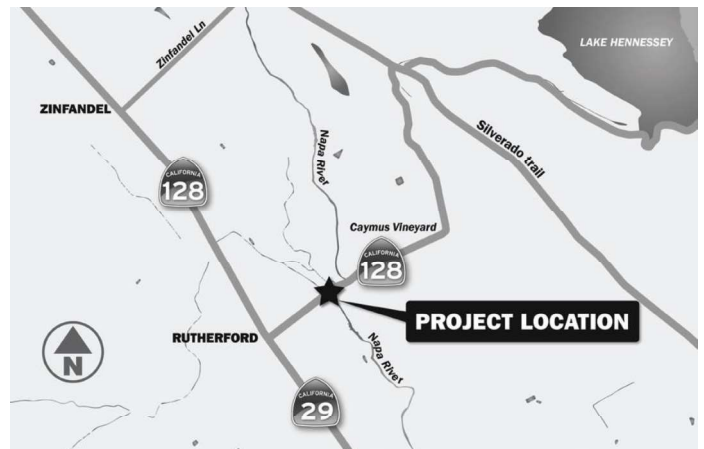 LAKE HENNESSEY
Zinfandel Ln
ZINFANDEL
Silverado trail
Napa River
CALIFORNIA
128
Caymus Vineyard
CALIFORNIA
128
PROJECT LOCATION
RUTHERFORD
Napa River
N
CALIFORNIA
29